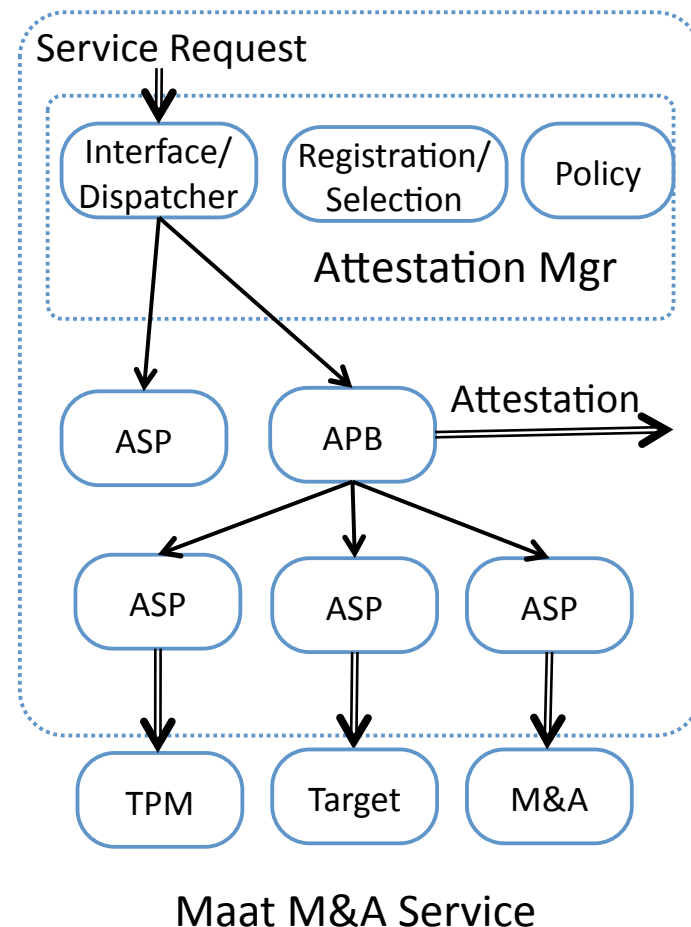 Service Request
Interface/
Dispatcher
Registration/
Selection
Policy
Attestation Mgr
Attestation
ASP
APB
ASP
ASP
ASP
TPM
Target
M&A
Maat M&A Service